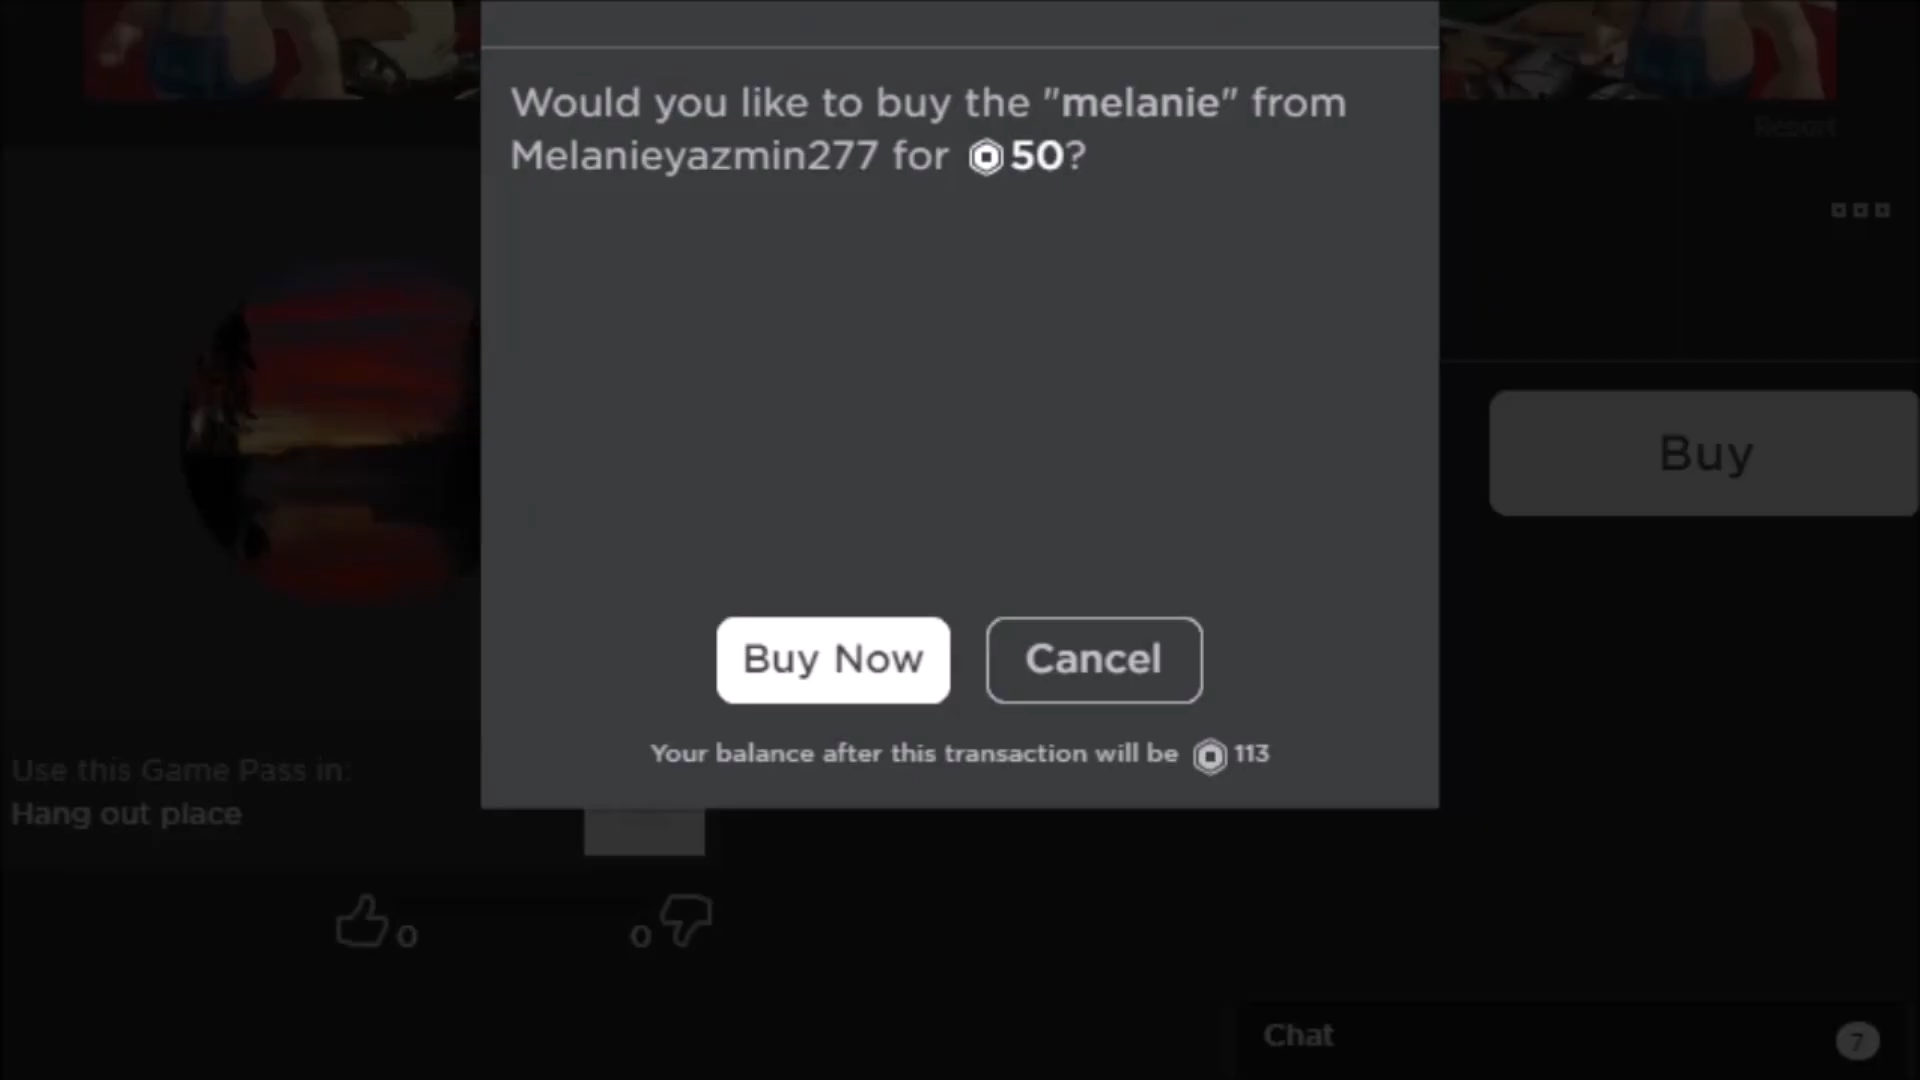 Would you like to buy the "melanie" from
Melanieyazmin277 for 50?
Report
Buy
Buy Now
Cancel
Your balance after this transaction will be 113
Use this Game Pass in:
Hang out place
0
0
Chat
7